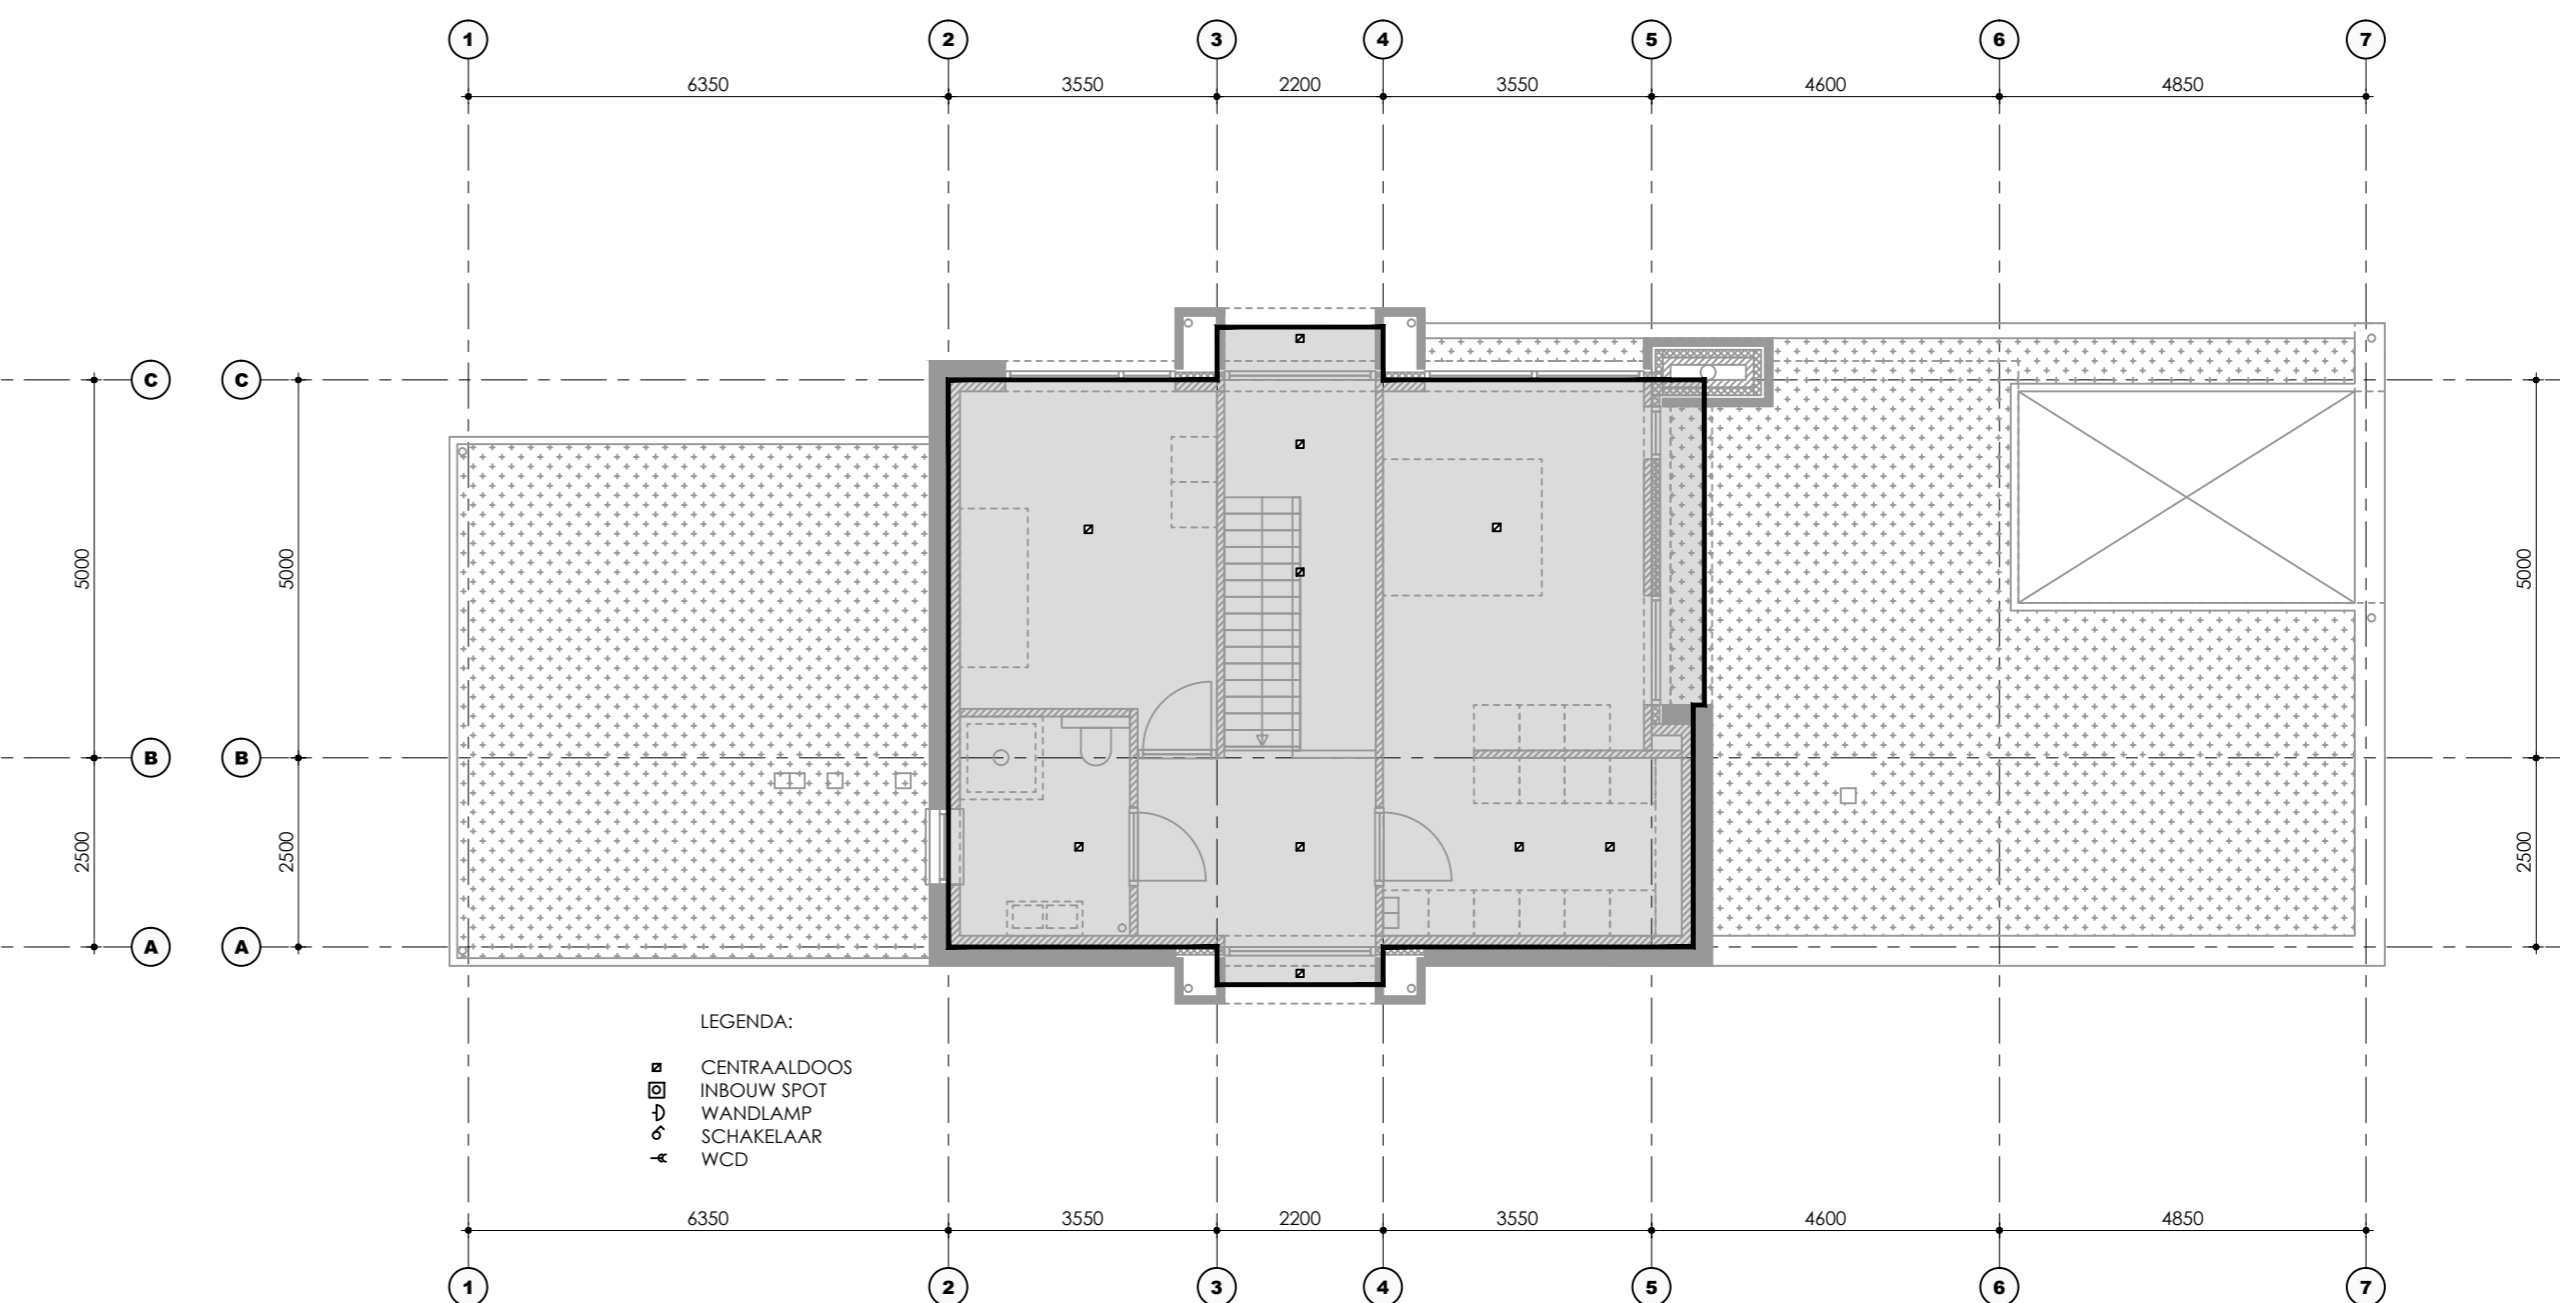 1 2 3 4 5 6 7
6350 3550 2200 3550 4600 4850
C C
5000 5000 5000
B B
2500 2500 2500
A A
LEGENDA:
CENTRAALDOOS
INBOUW SPOT
WANDLAMP
SCHAKELAAR
WCD
6350 3550 2200 3550 4600 4850
1 2 3 4 5 6 7